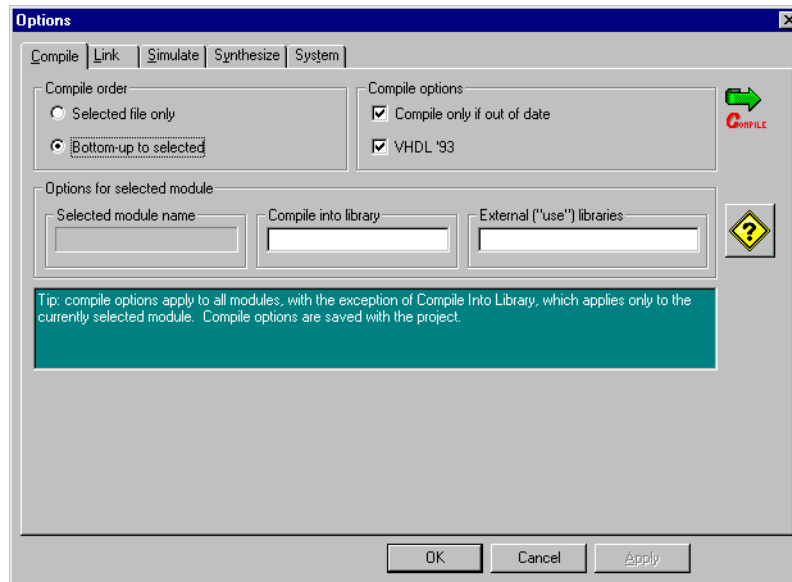 Options
Compile Link Simulate Synthesize System
Compile order
Selected file only
Bottom-up to selected
Compile options
Compile only if out of date
VHDL '93
COMPILE
Options for selected module
Selected module name
Compile into library
External ("use") libraries
?
Tip: compile options apply to all modules, with the exception of Compile Into Library, which applies only to the
currently selected module. Compile options are saved with the project.
OK Cancel Apply